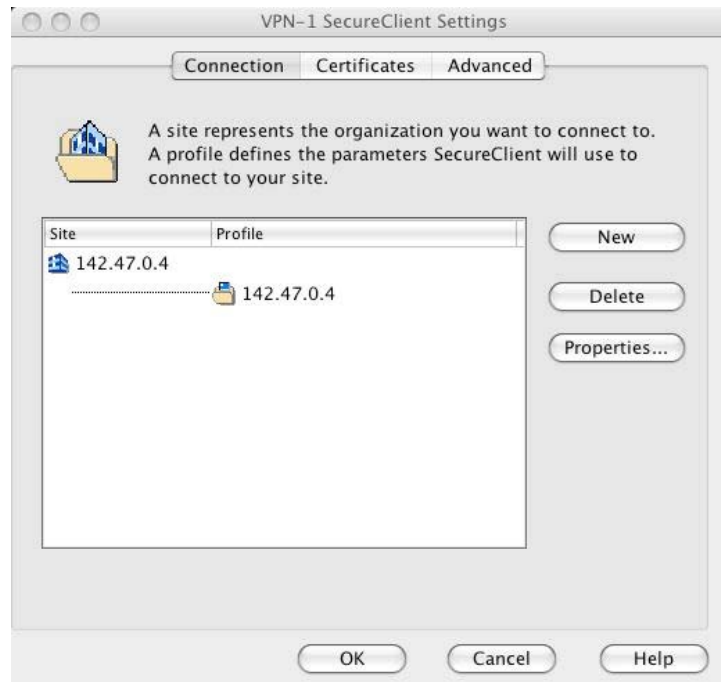 VPN-1 SecureClient Settings
Connection Certificates Advanced
A site represents the organization you want to connect to.
A profile defines the parameters SecureClient will use to
connect to your site.
Site Profile
142.47.0.4
142.47.0.4
New
Delete
Properties...
OK Cancel Help